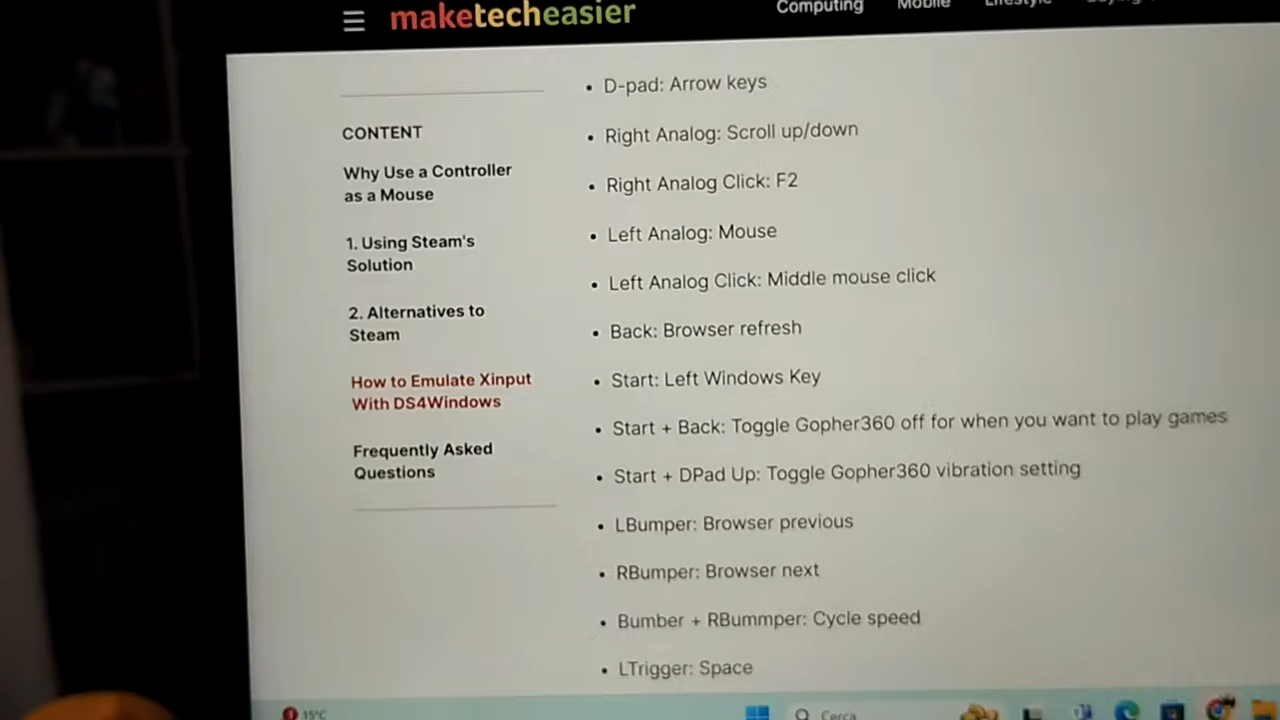 maketecheasier
Computing
Mobile
Lifestyle
CONTENT
Why Use a Controller
as a Mouse
1. Using Steam's
Solution
2. Alternatives to
Steam
How to Emulate Xinput
With DS4Windows
Frequently Asked
Questions
• D-pad: Arrow keys
• Right Analog: Scroll up/down
• Right Analog Click: F2
• Left Analog: Mouse
• Left Analog Click: Middle mouse click
• Back: Browser refresh
• Start: Left Windows Key
• Start + Back: Toggle Gopher360 off for when you want to play games
• Start + DPad Up: Toggle Gopher360 vibration setting
• LBumper: Browser previous
• RBumper: Browser next
• Bumber + RBummper: Cycle speed
• LTrigger: Space
15°C
Cerca